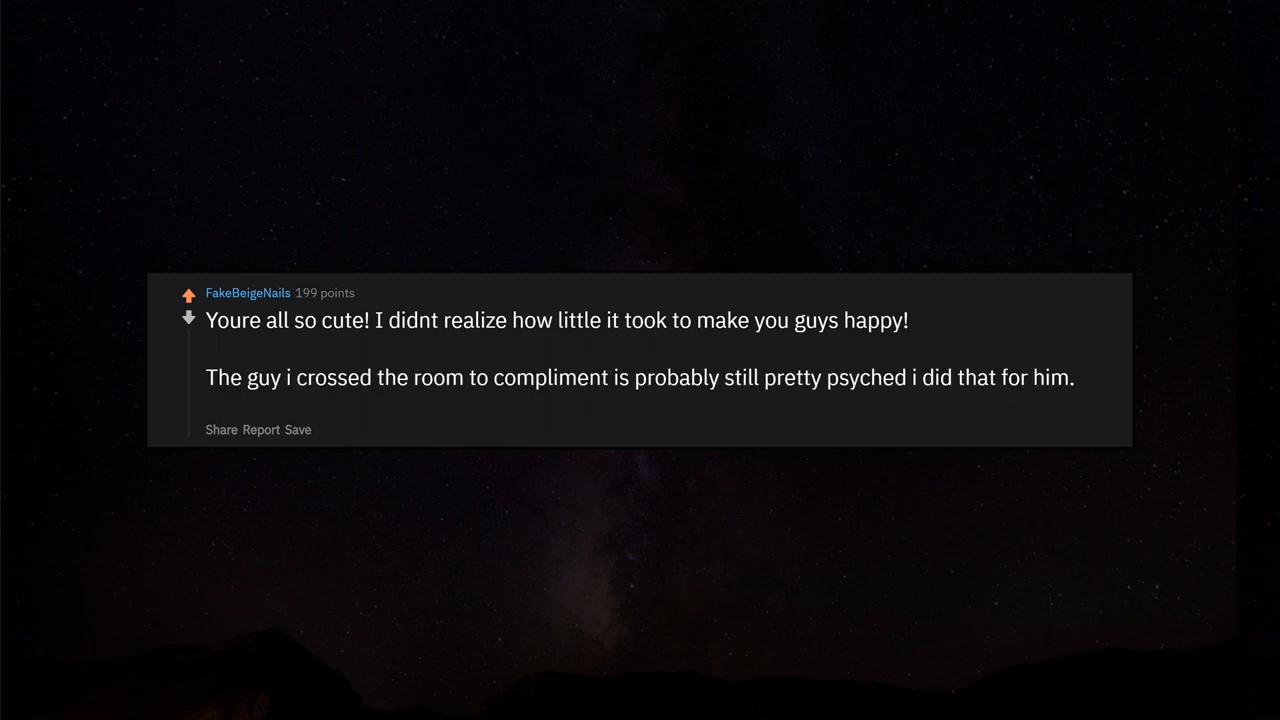 FakeBeigeNails 199 points
Youre all so cute! I didnt realize how little it took to make you guys happy!
The guy i crossed the room to compliment is probably still pretty psyched i did that for him.
Share Report Save